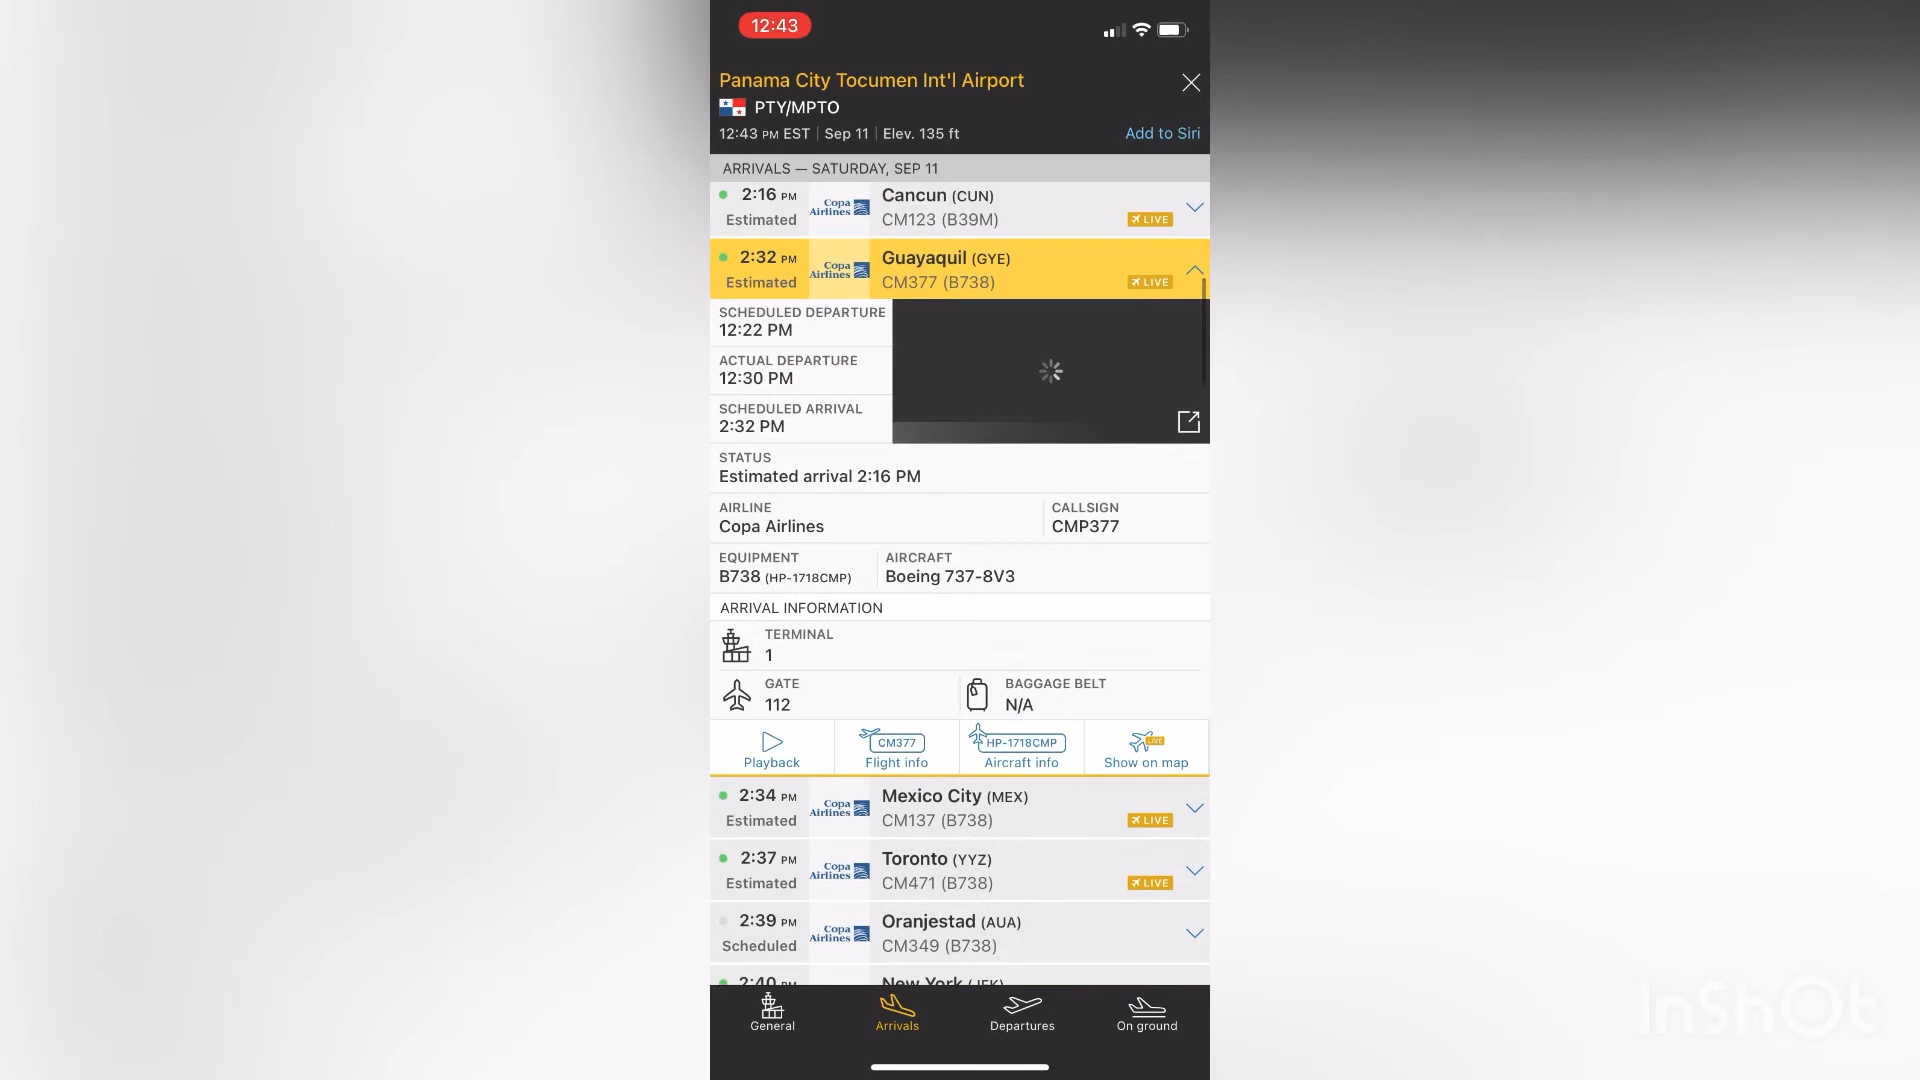 12:43
Panama City Tocumen Int'l Airport
PTY/MPTO
12:43 PM EST | Sep 11 | Elev. 135 ft
Add to Siri
ARRIVALS — SATURDAY, SEP 11
2:16 PM
Estimated
Copa Airlines
Cancun (CUN)
CM123 (B39M)
LIVE
2:32 PM
Estimated
Copa Airlines
Guayaquil (GYE)
CM377 (B738)
LIVE
SCHEDULED DEPARTURE
12:22 PM
ACTUAL DEPARTURE
12:30 PM
SCHEDULED ARRIVAL
2:32 PM
STATUS
Estimated arrival 2:16 PM
AIRLINE
Copa Airlines
CALLSIGN
CMP377
EQUIPMENT
B738 (HP-1718CMP)
AIRCRAFT
Boeing 737-8V3
ARRIVAL INFORMATION
TERMINAL
1
GATE
112
BAGGAGE BELT
N/A
Playback
CM377
Flight info
HP-1718CMP
Aircraft info
LIVE
Show on map
2:34 PM
Estimated
Copa Airlines
Mexico City (MEX)
CM137 (B738)
LIVE
2:37 PM
Estimated
Copa Airlines
Toronto (YYZ)
CM471 (B738)
LIVE
2:39 PM
Scheduled
Copa Airlines
Oranjestad (AUA)
CM349 (B738)
2:40 PM
New York (JFK)
General
Arrivals
Departures
On ground
InShOt